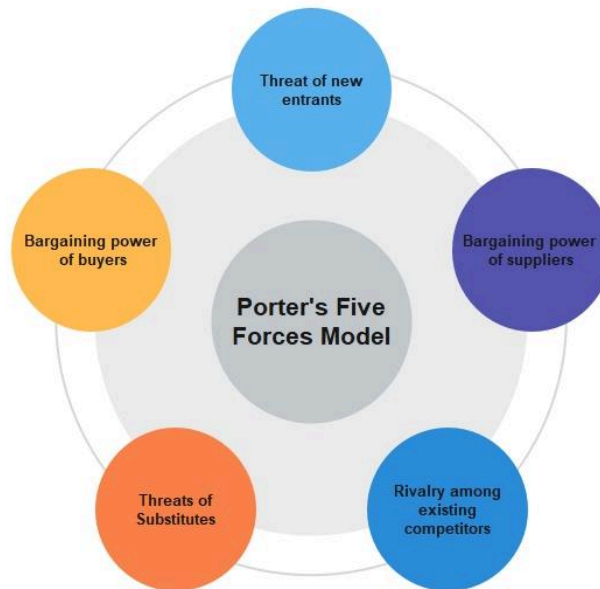 Threat of new
entrants
Bargaining power
of buyers
Bargaining power
of suppliers
Porter's Five
Forces Model
Threats of
Substitutes
Rivalry among
existing
competitors